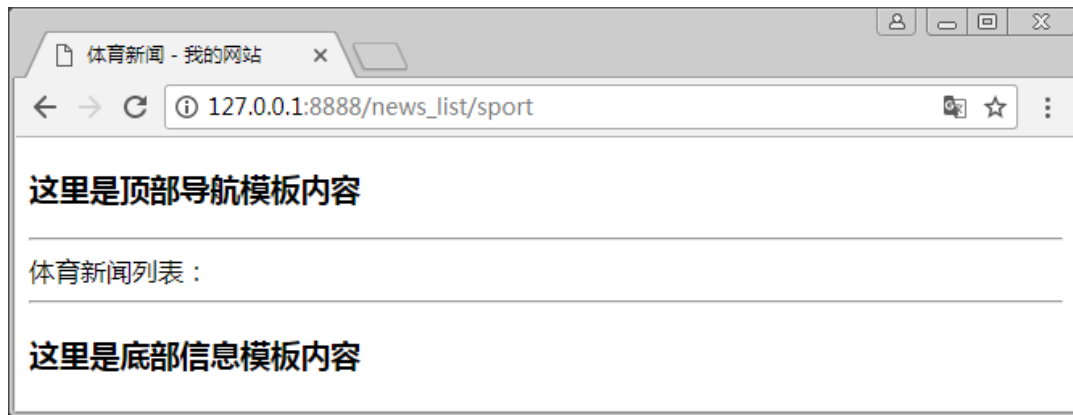 体育新闻 - 我的网站
127.0.0.1:8888/news_list/sport
这里是顶部导航模板内容
体育新闻列表：
这里是底部信息模板内容